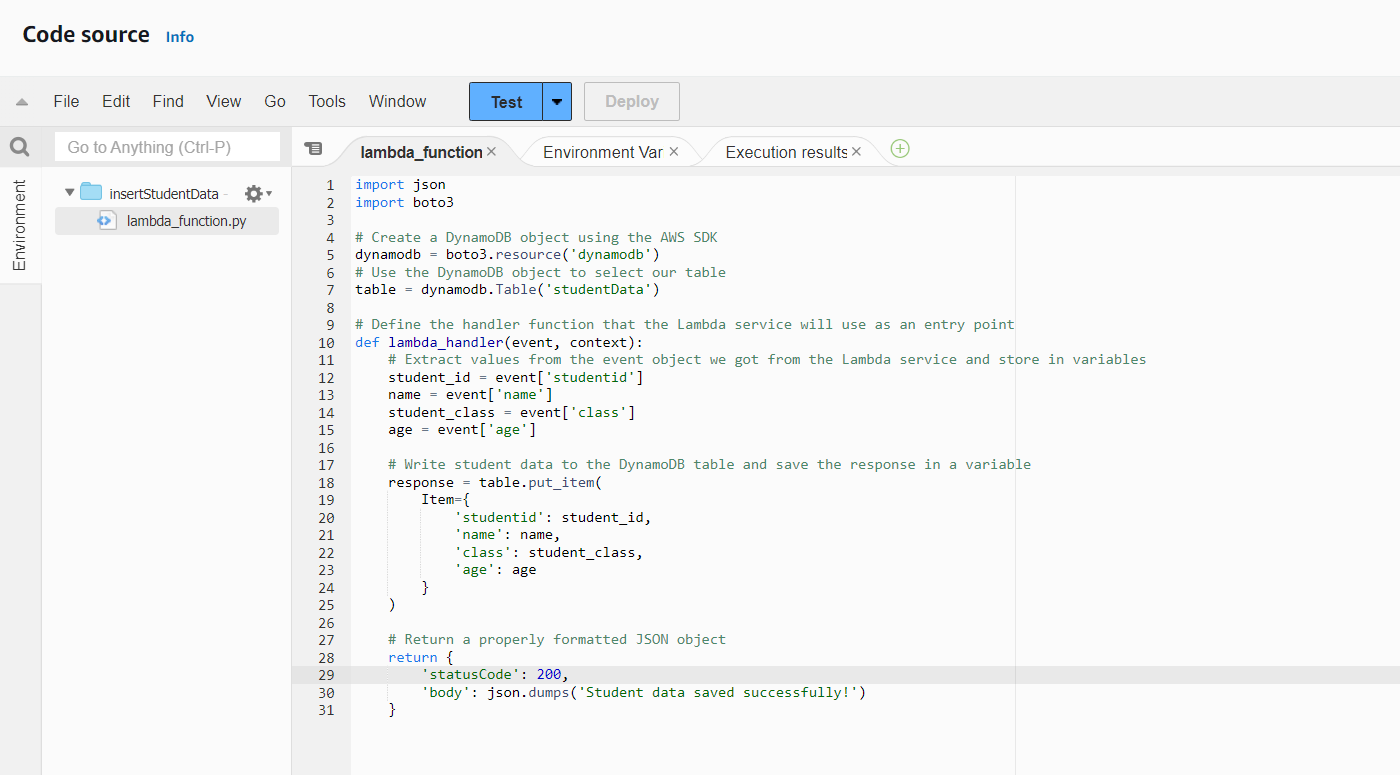 Code source Info
File Edit Find View Go Tools Window Test Deploy
Go to Anything (Ctrl-P)
lambda_function Environment Var Execution results
Environment
insertStudentData -
lambda_function.py
1 import json
2 import boto3
3
4 # Create a DynamoDB object using the AWS SDK
5 dynamodb = boto3.resource('dynamodb')
6 # Use the DynamoDB object to select our table
7 table = dynamodb.Table('studentData')
8
9 # Define the handler function that the Lambda service will use as an entry point
10 def lambda_handler(event, context):
11     # Extract values from the event object we got from the Lambda service and store in variables
12     student_id = event['studentid']
13     name = event['name']
14     student_class = event['class']
15     age = event['age']
16
17     # Write student data to the DynamoDB table and save the response in a variable
18     response = table.put_item(
19         Item={
20             'studentid': student_id,
21             'name': name,
22             'class': student_class,
23             'age': age
24         }
25     )
26
27     # Return a properly formatted JSON object
28     return {
29         'statusCode': 200,
30         'body': json.dumps('Student data saved successfully!')
31     }